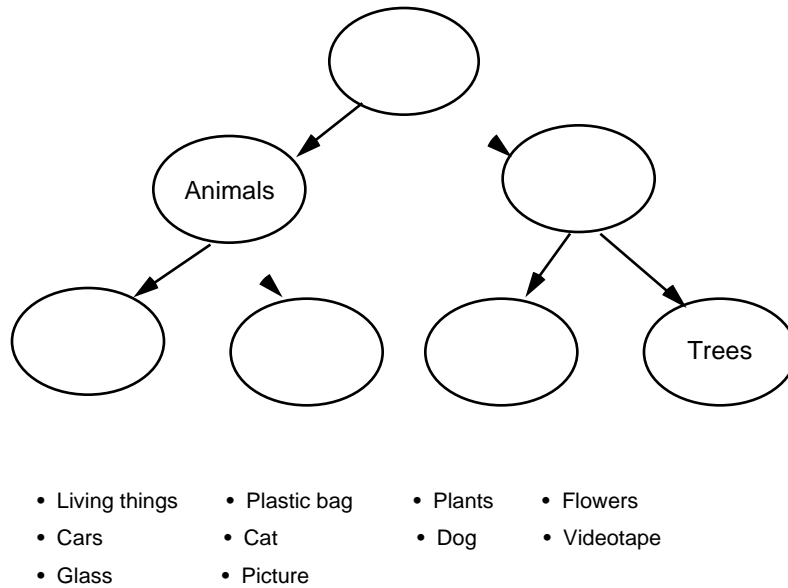 Animals
Trees
• Living things • Plastic bag • Plants • Flowers
• Cars • Cat • Dog • Videotape
• Glass • Picture